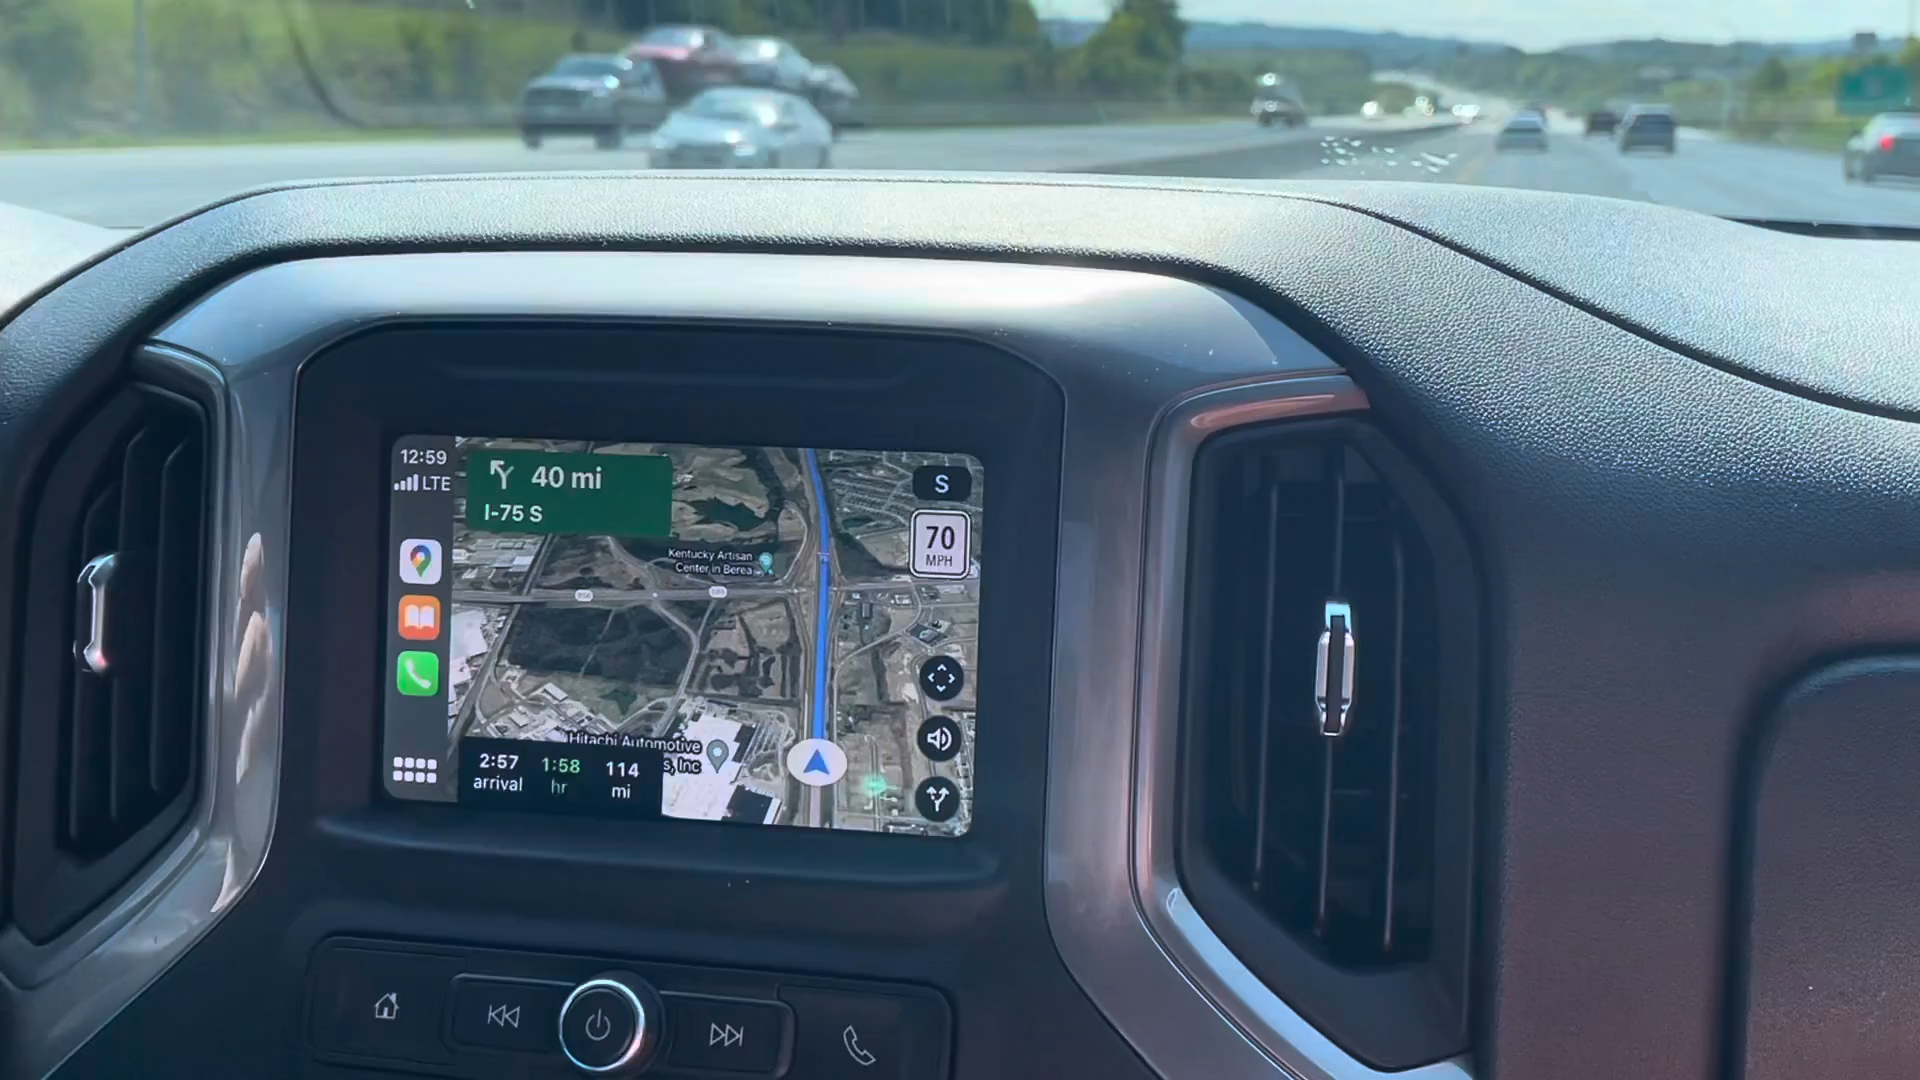 12:59
LTE
40 mi
I-75 S
S
70
MPH
Kentucky Artisan
Center in Berea
Hitachi Automotive
s, Inc
2:57
arrival
1:58
hr
114
mi